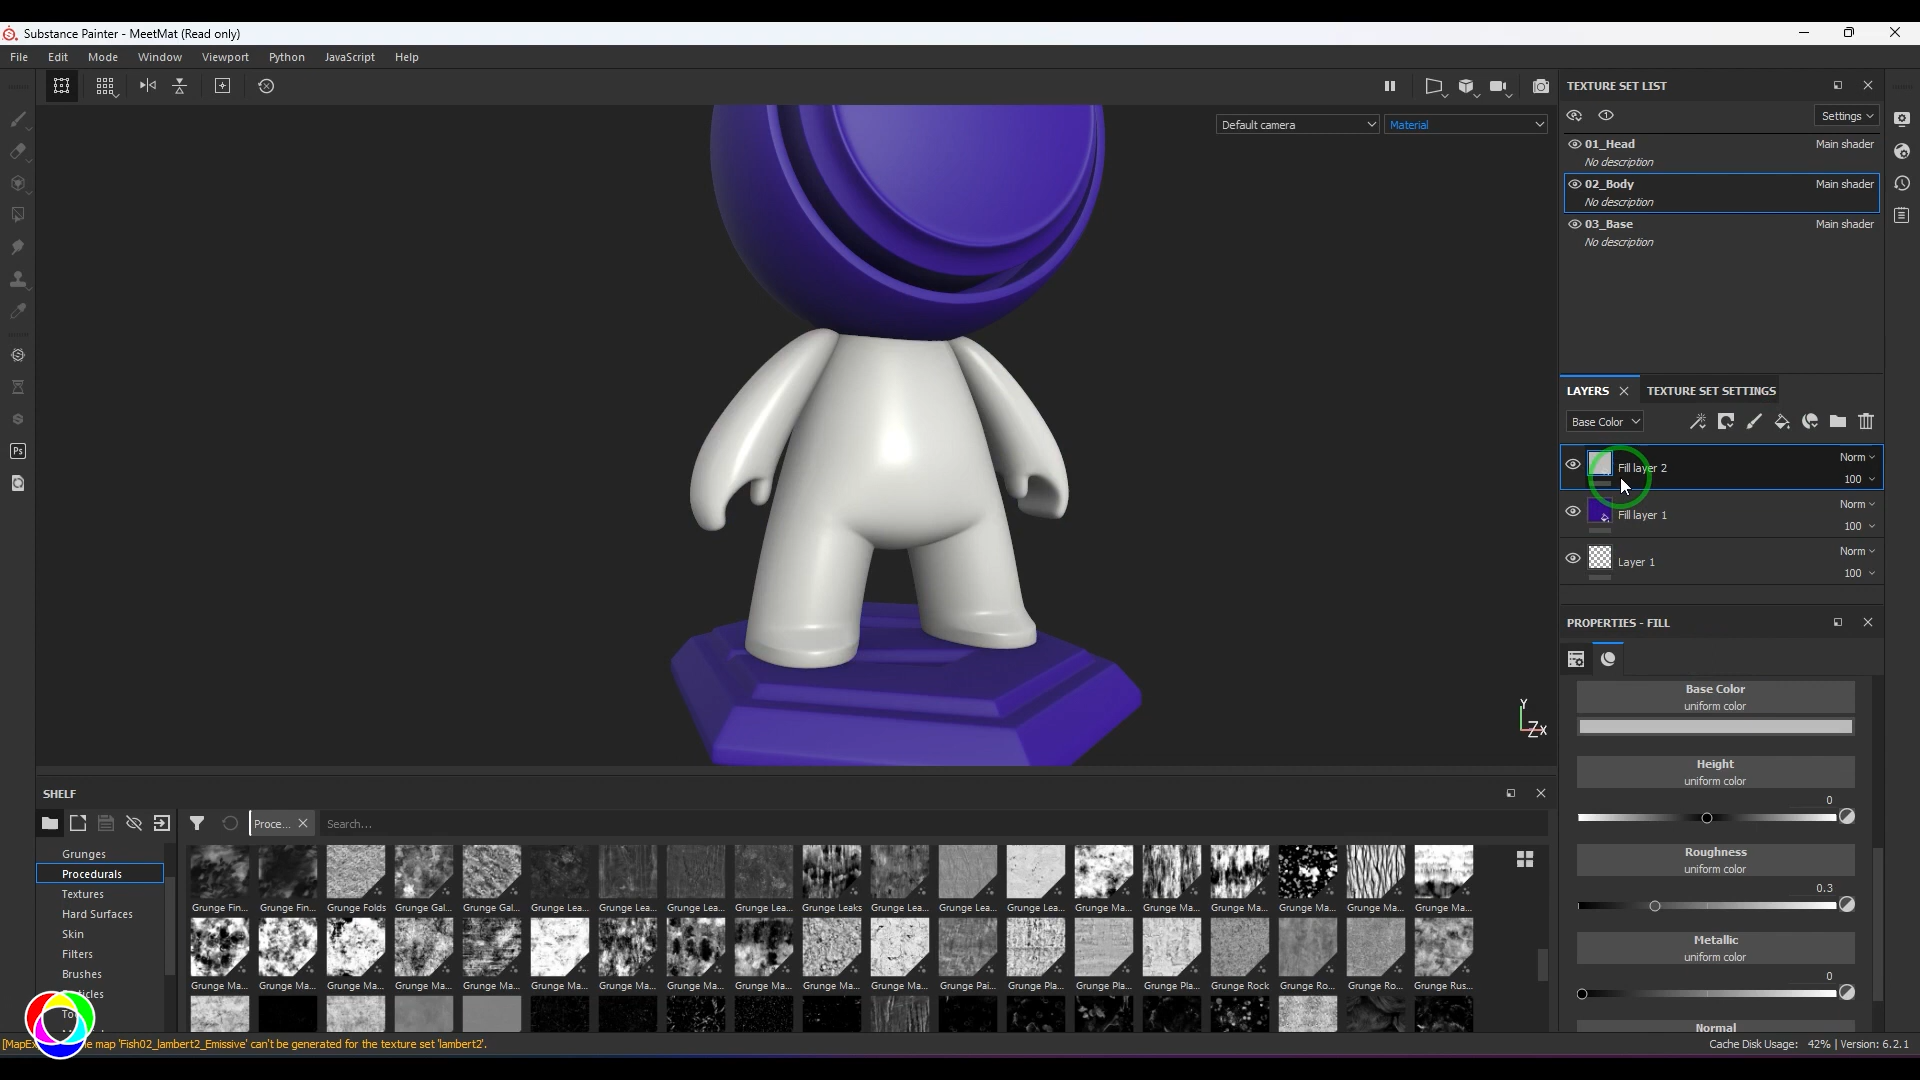 Substance Painter - MeetMat (Read only)
File Edit Mode Window Viewport Python JavaScript Help
Default camera
Material
TEXTURE SET LIST
Settings
01_Head Main shader
No description
02_Body Main shader
No description
03_Base Main shader
No description
LAYERS
TEXTURE SET SETTINGS
Base Color
Fill layer 2
Norm
100
Fill layer 1
Norm
100
Layer 1
Norm
100
PROPERTIES - FILL
Base Color
uniform color
Height
uniform color
0
Roughness
uniform color
0.3
Metallic
uniform color
0
Normal
Y
Z X
Ps
SHELF
Proce...
Search...
Grunges
Procedurals
Textures
Hard Surfaces
Skin
Filters
Brushes
Grunge Fin... Grunge Fin... Grunge Folds Grunge Gal... Grunge Gal... Grunge Lea... Grunge Lea... Grunge Lea... Grunge Lea... Grunge Leaks Grunge Lea... Grunge Lea... Grunge Lea... Grunge Ma... Grunge Ma... Grunge Ma... Grunge Ma... Grunge Ma... Grunge Ma...
Grunge Ma... Grunge Ma... Grunge Ma... Grunge Ma... Grunge Ma... Grunge Ma... Grunge Ma... Grunge Ma... Grunge Ma... Grunge Ma... Grunge Ma... Grunge Pai... Grunge Pla... Grunge Pla... Grunge Pla... Grunge Rock Grunge Ro... Grunge Ro... Grunge Rus...
map 'Fish02_lambert2_Emissive' can't be generated for the texture set 'lambert2'.
Cache Disk Usage: 42% | Version: 6.2.1